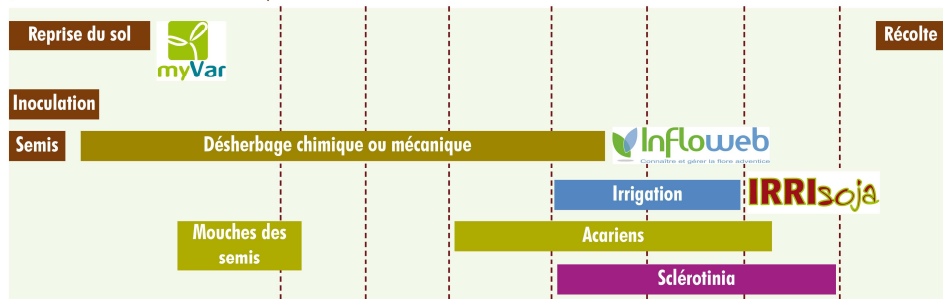 Reprise du sol
myVar
Récolte
Inoculation
Semis
Désherbage chimique ou mécanique
Infloweb
Connaître et gérer la flore adventice
Irrigation
IRRIsoja
Mouches des
semis
Acariens
Sclérotinia